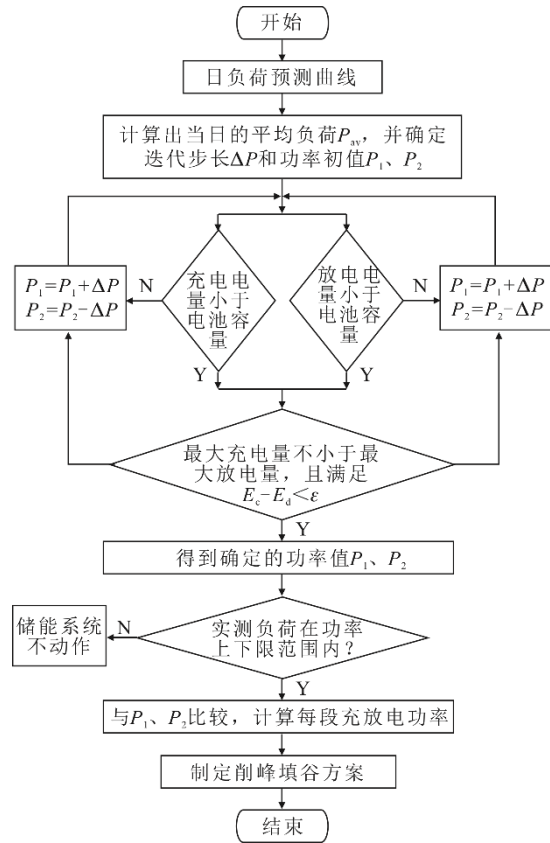 开始
日负荷预测曲线
计算出当日的平均负荷Pav，并确定
迭代步长ΔP和功率初值P1、P2
P1=P1+ΔP
P2=P2-ΔP
N
充电电
量小于
电池容
量
放电电
量小于
电池容
量
N
P1=P1+ΔP
P2=P2-ΔP
Y
Y
最大充电量不小于最
大放电量，且满足
Ec-Ed<ε
Y
得到确定的功率值P1、P2
储能系统
不动作
N
实测负荷在功率
上下限范围内？
Y
与P1、P2比较，计算每段充放电功率
制定削峰填谷方案
结束